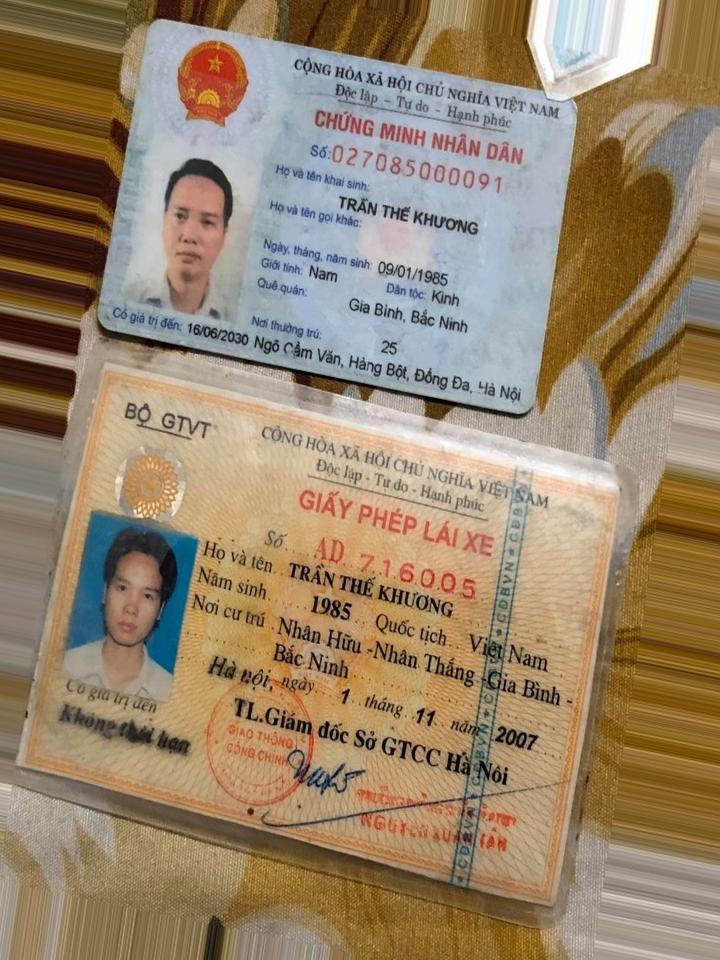 CỘNG HÒA XÃ HỘI CHỦ NGHĨA VIỆT NAM
Độc lập - Tự do - Hạnh phúc
CHỨNG MINH NHÂN DÂN
Số: 027085000091
Họ và tên khai sinh:
TRẦN THẾ KHƯƠNG
Họ và tên gọi khác:
Ngày, tháng, năm sinh: 09/01/1985
Giới tính: Nam Dân tộc: Kinh
Quê quán:
Gia Bình, Bắc Ninh
Có giá trị đến: 16/06/2030 Nơi thường trú: 25
Ngõ Cẩm Văn, Hàng Bột, Đống Đa, Hà Nội
BỘ GTVT
CỘNG HÒA XÃ HỘI CHỦ NGHĨA VIỆT NAM
Độc lập - Tự do - Hạnh phúc
GIẤY PHÉP LÁI XE
Số AD 716005
Họ và tên TRẦN THẾ KHƯƠNG
Năm sinh 1985 Quốc tịch Việt Nam
Nơi cư trú Nhân Hữu -Nhân Thắng -Gia Bình -
Bắc Ninh
Hà nội, ngày 1 tháng 11 năm 2007
Có giá trị đến
Không thời hạn
TL.Giám đốc Sở GTCC Hà Nội
GIAO THÔNG
CÔNG CHÍNH
NGUYỄN XUÂN TÂN
CĐBVN CĐBVN CĐBVN